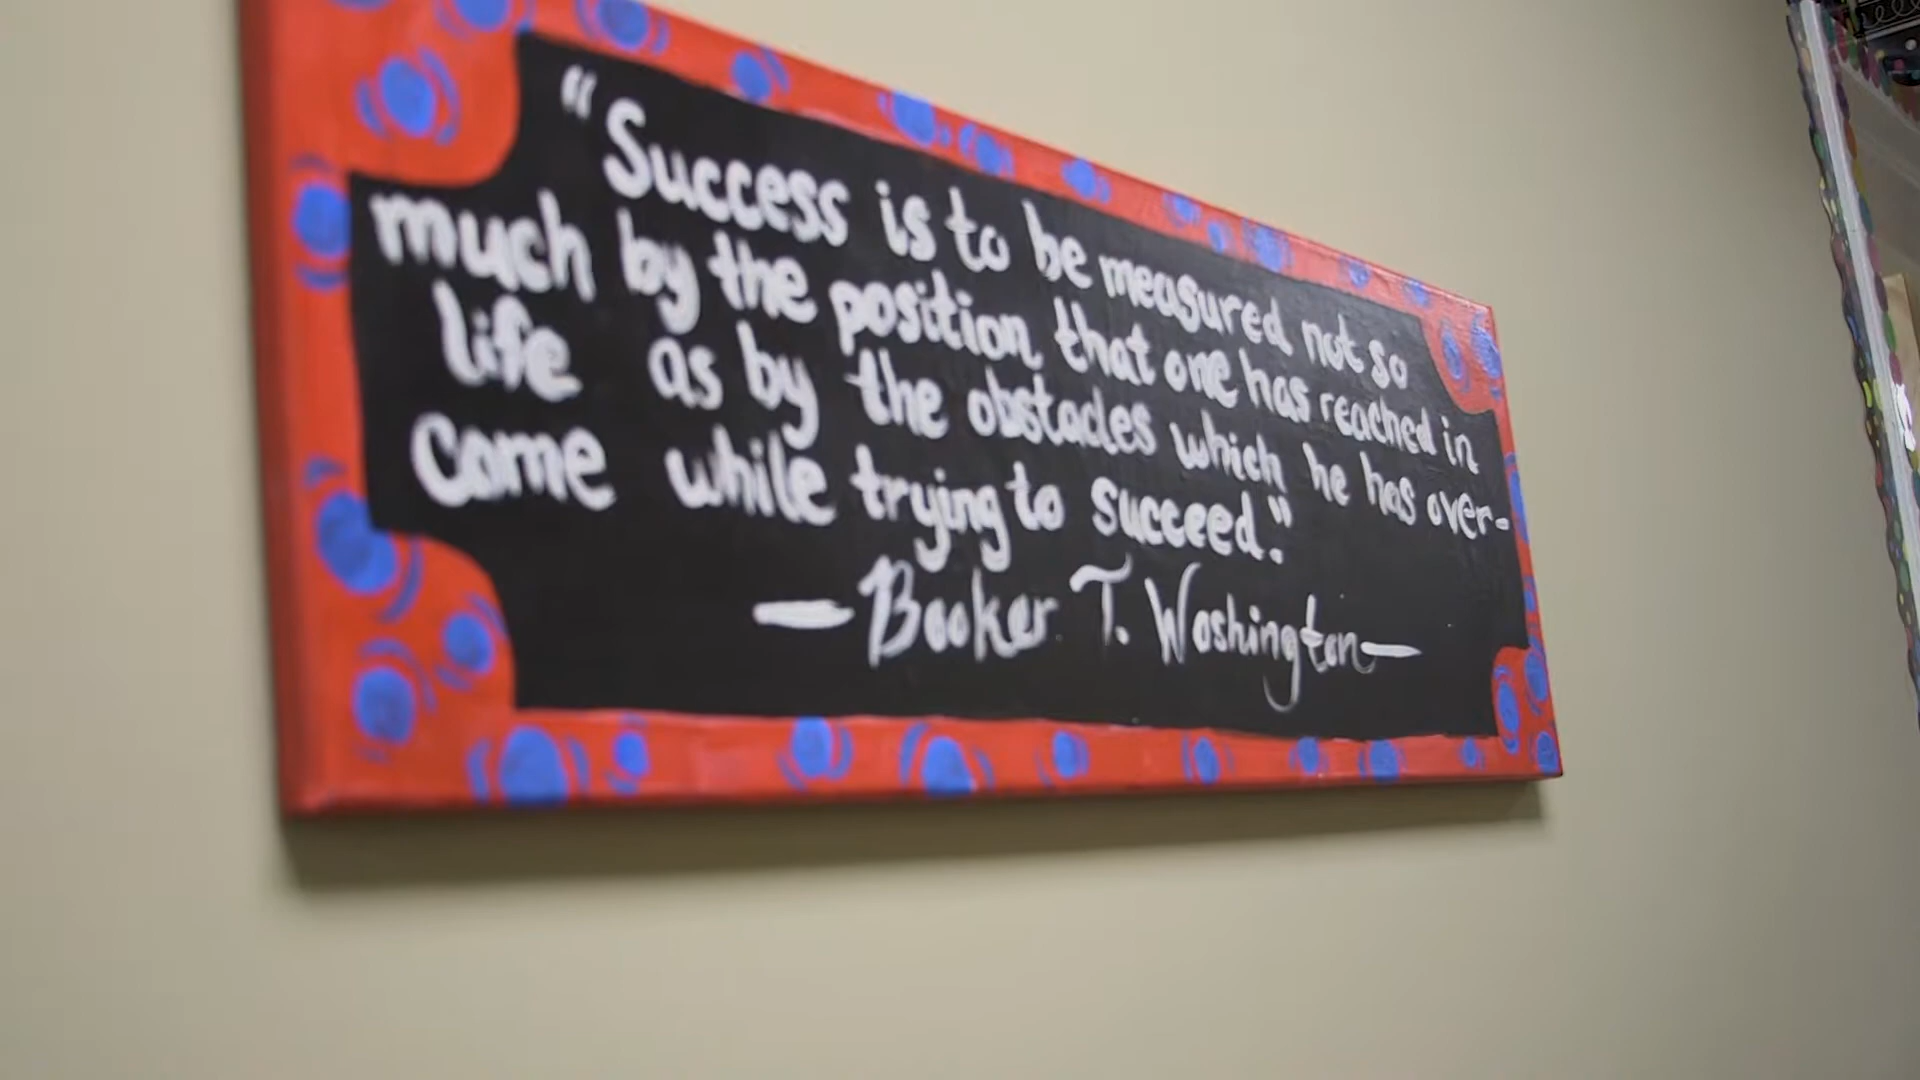 "Success is to be measured not so
much by the position that one has reached in
life as by the obstacles which he has over-
come while trying to succeed."
—Booker T. Washington—